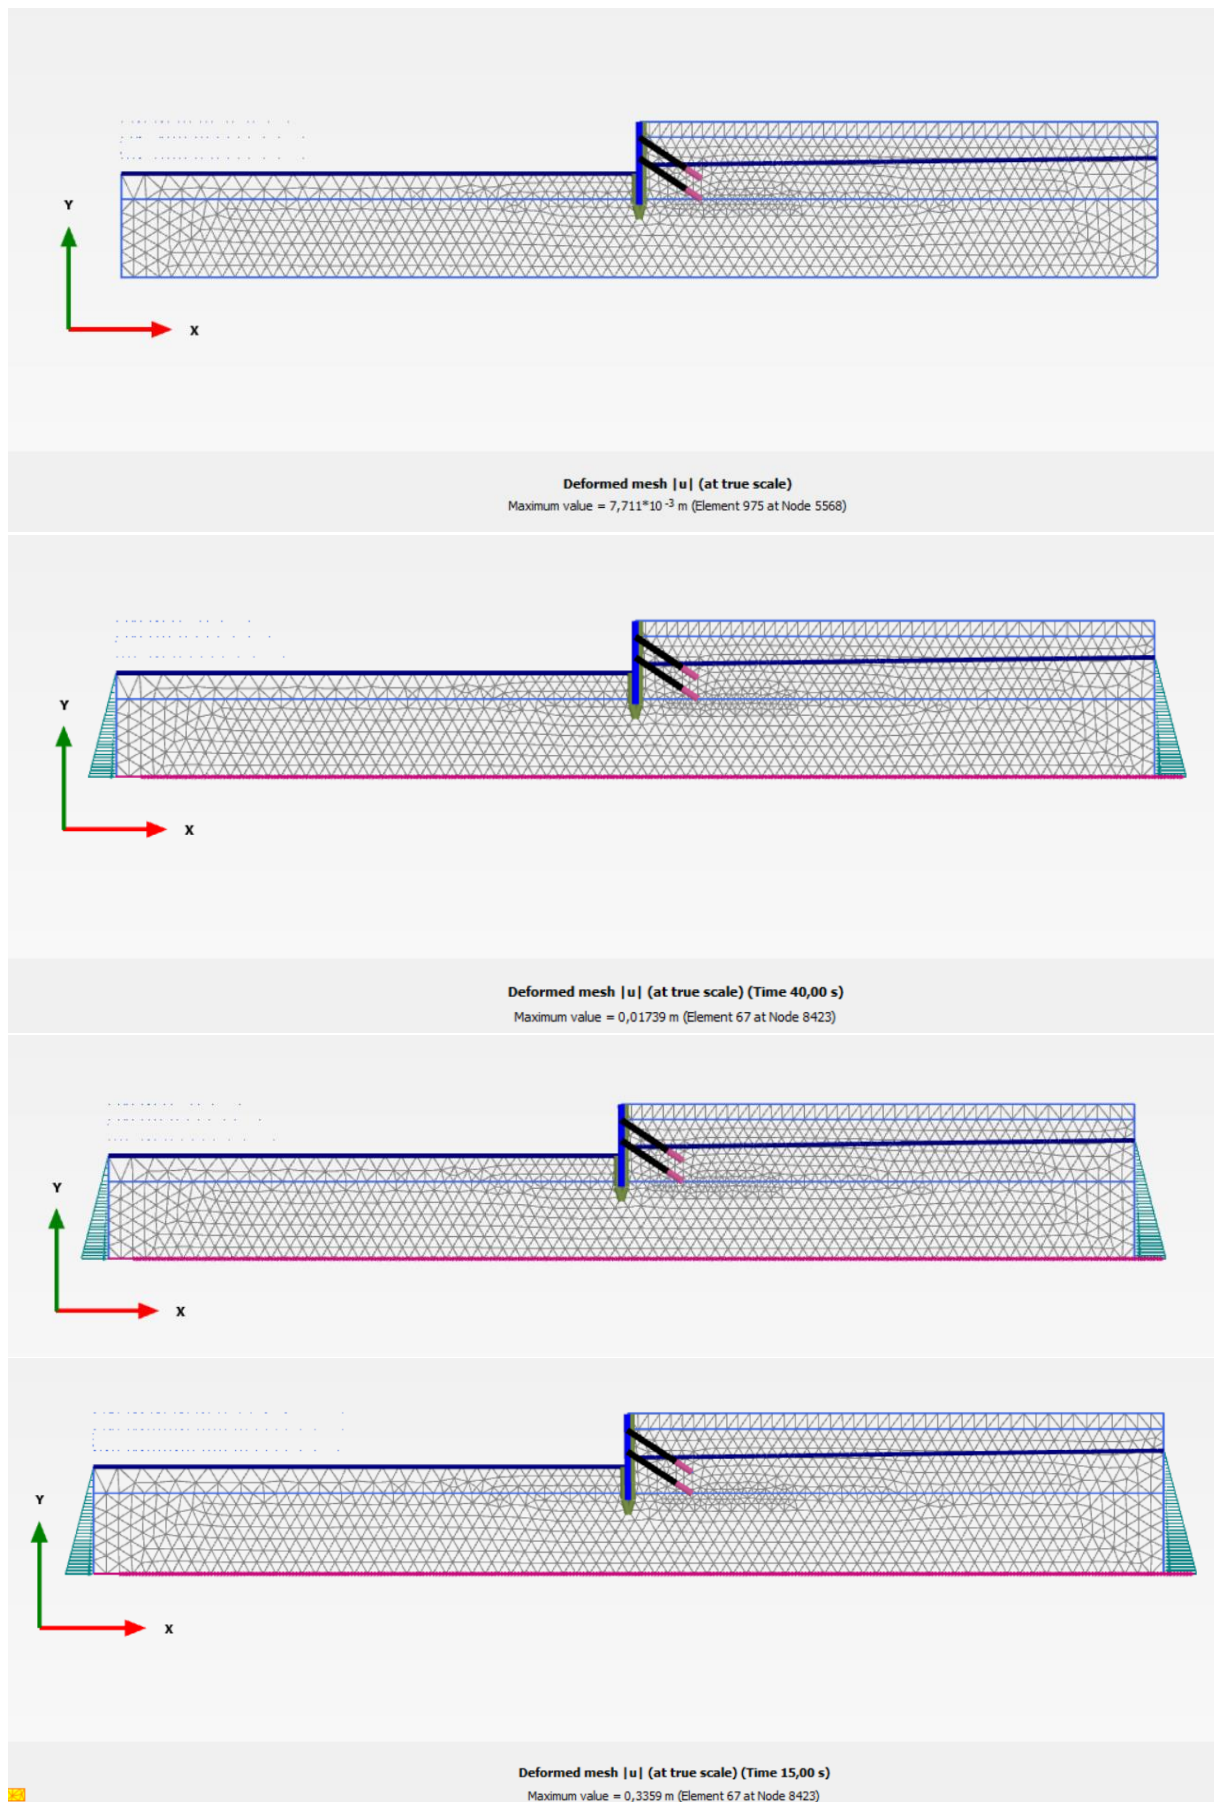 Y
X
Deformed mesh |u| (at true scale)
Maximum value = 7,711*10 -3 m (Element 975 at Node 5568)
Y
X
Deformed mesh |u| (at true scale) (Time 40,00 s)
Maximum value = 0,01739 m (Element 67 at Node 8423)
Y
X
Y
X
Deformed mesh |u| (at true scale) (Time 15,00 s)
Maximum value = 0,3359 m (Element 67 at Node 8423)